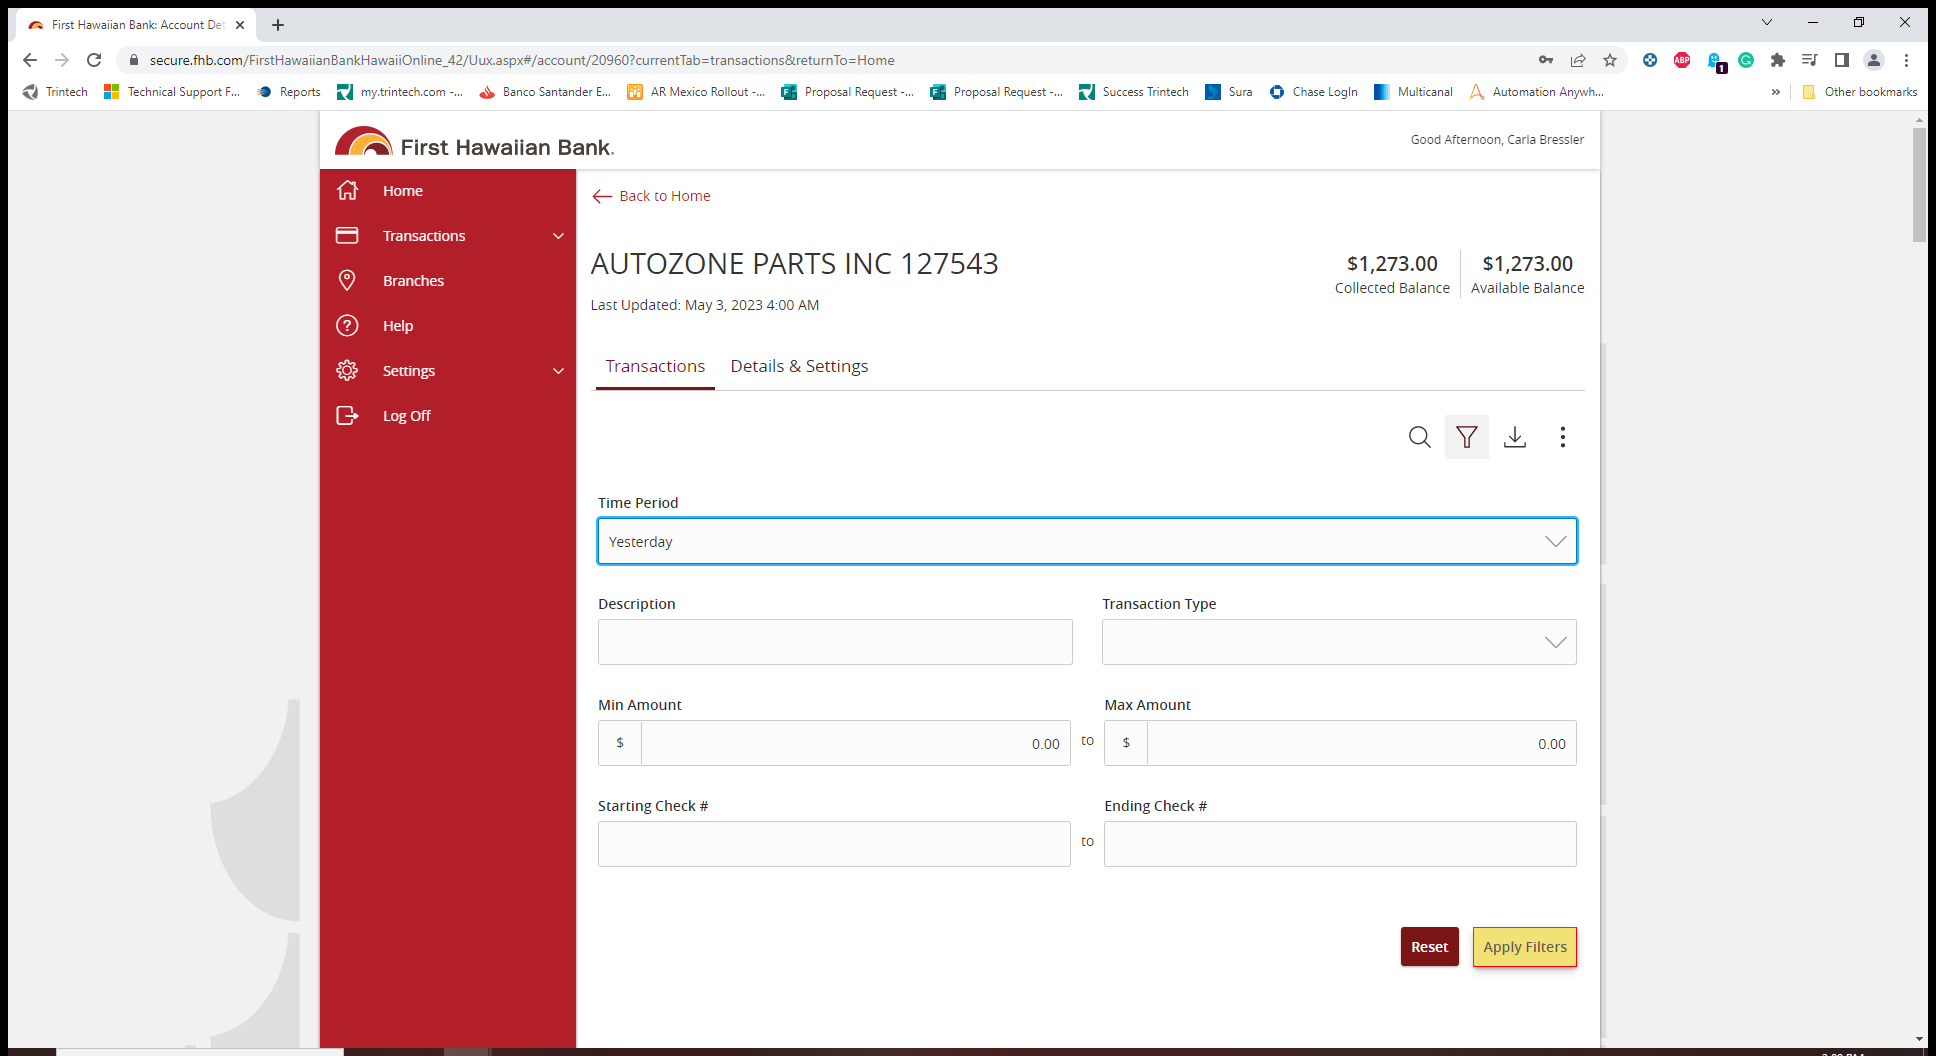 First Hawaiian Bank: Account Det
secure.fhb.com/FirstHawaiianBankHawaiiOnline_42/Uux.aspx#/account/20960?currentTab=transactions&returnTo=Home
ABP
1
Trintech
Technical Support F...
Reports
my.trintech.com -...
Banco Santander E...
AR Mexico Rollout -...
Proposal Request -...
Proposal Request -...
Success Trintech
Sura
Chase LogIn
Multicanal
Automation Anywh...
»
Other bookmarks
First Hawaiian Bank.
Good Afternoon, Carla Bressler
Home
Transactions
Branches
Help
Settings
Log Off
Back to Home
AUTOZONE PARTS INC 127543
Last Updated: May 3, 2023 4:00 AM
$1,273.00
Collected Balance
$1,273.00
Available Balance
Transactions
Details & Settings
Time Period
Yesterday
Description
Transaction Type
Min Amount
$ 0.00
to
Max Amount
$ 0.00
Starting Check #
to
Ending Check #
Reset
Apply Filters